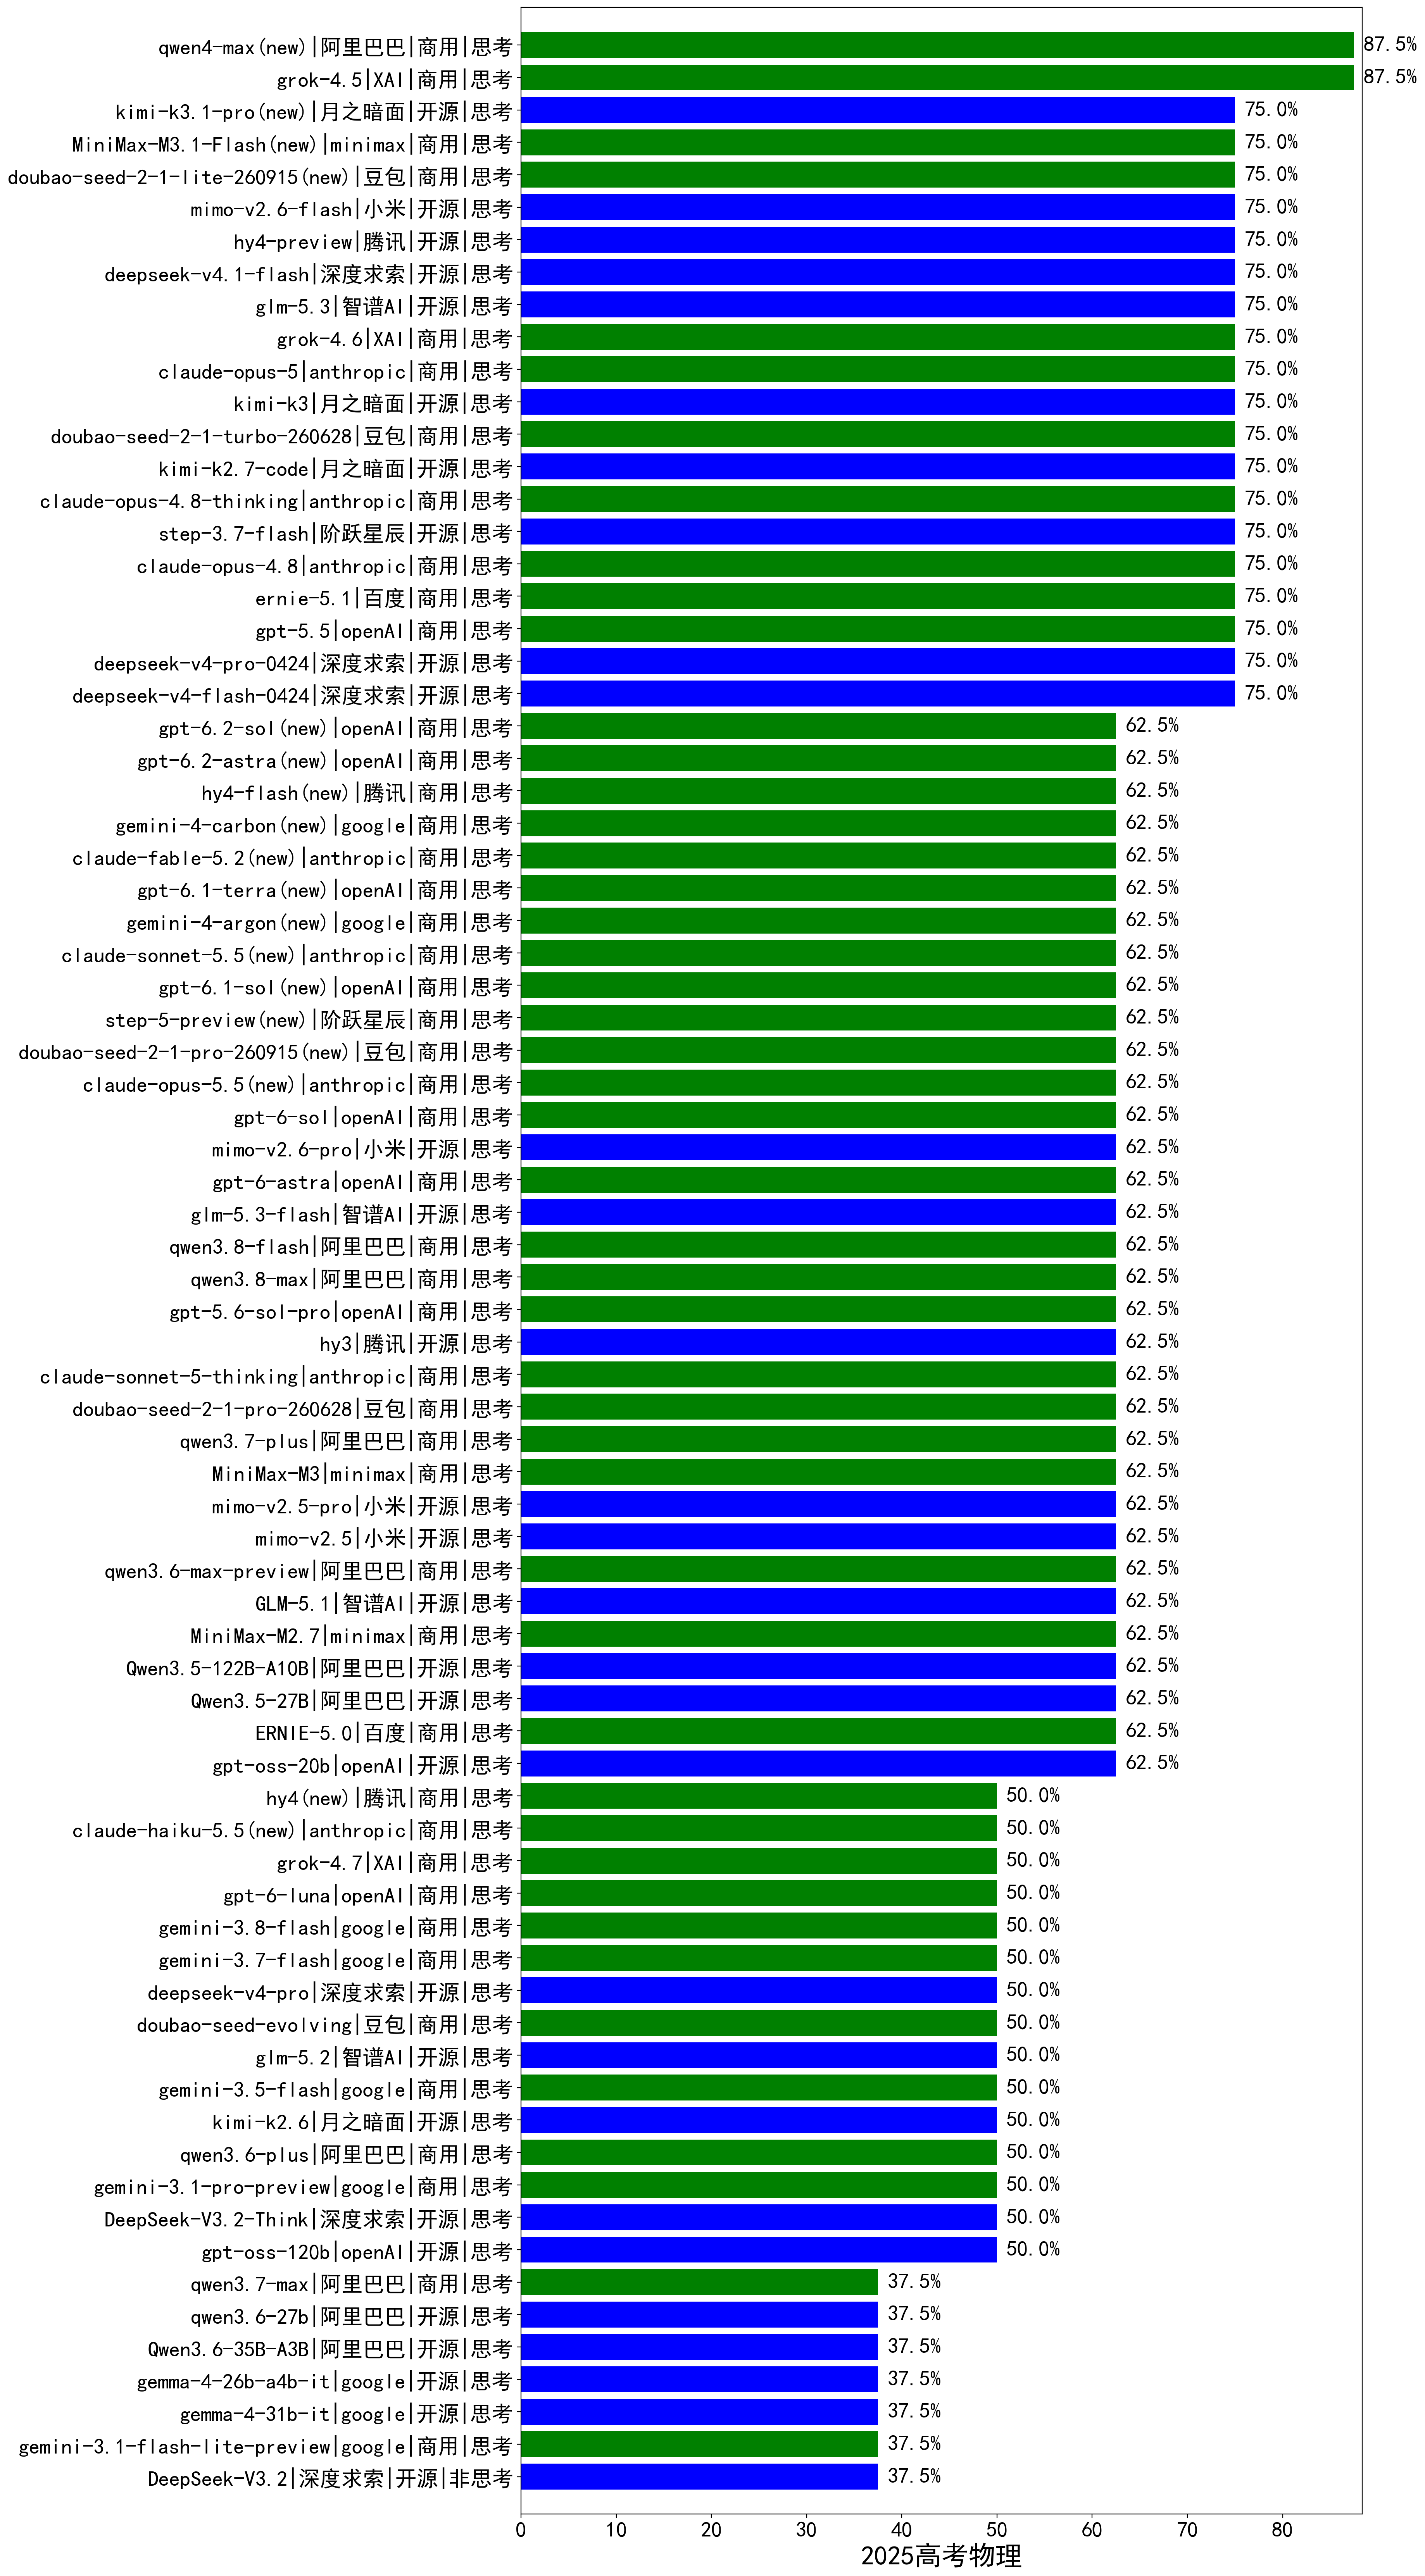 qwen4-max(new)|阿里巴巴|商用|思考 87.5%
grok-4.5|XAI|商用|思考 87.5%
kimi-k3.1-pro(new)|月之暗面|开源|思考 75.0%
MiniMax-M3.1-Flash(new)|minimax|商用|思考 75.0%
doubao-seed-2-1-lite-260915(new)|豆包|商用|思考 75.0%
mimo-v2.6-flash|小米|开源|思考 75.0%
hy4-preview|腾讯|开源|思考 75.0%
deepseek-v4.1-flash|深度求索|开源|思考 75.0%
glm-5.3|智谱AI|开源|思考 75.0%
grok-4.6|XAI|商用|思考 75.0%
claude-opus-5|anthropic|商用|思考 75.0%
kimi-k3|月之暗面|开源|思考 75.0%
doubao-seed-2-1-turbo-260628|豆包|商用|思考 75.0%
kimi-k2.7-code|月之暗面|开源|思考 75.0%
claude-opus-4.8-thinking|anthropic|商用|思考 75.0%
step-3.7-flash|阶跃星辰|开源|思考 75.0%
claude-opus-4.8|anthropic|商用|思考 75.0%
ernie-5.1|百度|商用|思考 75.0%
gpt-5.5|openAI|商用|思考 75.0%
deepseek-v4-pro-0424|深度求索|开源|思考 75.0%
deepseek-v4-flash-0424|深度求索|开源|思考 75.0%
gpt-6.2-sol(new)|openAI|商用|思考 62.5%
gpt-6.2-astra(new)|openAI|商用|思考 62.5%
hy4-flash(new)|腾讯|商用|思考 62.5%
gemini-4-carbon(new)|google|商用|思考 62.5%
claude-fable-5.2(new)|anthropic|商用|思考 62.5%
gpt-6.1-terra(new)|openAI|商用|思考 62.5%
gemini-4-argon(new)|google|商用|思考 62.5%
claude-sonnet-5.5(new)|anthropic|商用|思考 62.5%
gpt-6.1-sol(new)|openAI|商用|思考 62.5%
step-5-preview(new)|阶跃星辰|商用|思考 62.5%
doubao-seed-2-1-pro-260915(new)|豆包|商用|思考 62.5%
claude-opus-5.5(new)|anthropic|商用|思考 62.5%
gpt-6-sol|openAI|商用|思考 62.5%
mimo-v2.6-pro|小米|开源|思考 62.5%
gpt-6-astra|openAI|商用|思考 62.5%
glm-5.3-flash|智谱AI|开源|思考 62.5%
qwen3.8-flash|阿里巴巴|商用|思考 62.5%
qwen3.8-max|阿里巴巴|商用|思考 62.5%
gpt-5.6-sol-pro|openAI|商用|思考 62.5%
hy3|腾讯|开源|思考 62.5%
claude-sonnet-5-thinking|anthropic|商用|思考 62.5%
doubao-seed-2-1-pro-260628|豆包|商用|思考 62.5%
qwen3.7-plus|阿里巴巴|商用|思考 62.5%
MiniMax-M3|minimax|商用|思考 62.5%
mimo-v2.5-pro|小米|开源|思考 62.5%
mimo-v2.5|小米|开源|思考 62.5%
qwen3.6-max-preview|阿里巴巴|商用|思考 62.5%
GLM-5.1|智谱AI|开源|思考 62.5%
MiniMax-M2.7|minimax|商用|思考 62.5%
Qwen3.5-122B-A10B|阿里巴巴|开源|思考 62.5%
Qwen3.5-27B|阿里巴巴|开源|思考 62.5%
ERNIE-5.0|百度|商用|思考 62.5%
gpt-oss-20b|openAI|开源|思考 62.5%
hy4(new)|腾讯|商用|思考 50.0%
claude-haiku-5.5(new)|anthropic|商用|思考 50.0%
grok-4.7|XAI|商用|思考 50.0%
gpt-6-luna|openAI|商用|思考 50.0%
gemini-3.8-flash|google|商用|思考 50.0%
gemini-3.7-flash|google|商用|思考 50.0%
deepseek-v4-pro|深度求索|开源|思考 50.0%
doubao-seed-evolving|豆包|商用|思考 50.0%
glm-5.2|智谱AI|开源|思考 50.0%
gemini-3.5-flash|google|商用|思考 50.0%
kimi-k2.6|月之暗面|开源|思考 50.0%
qwen3.6-plus|阿里巴巴|商用|思考 50.0%
gemini-3.1-pro-preview|google|商用|思考 50.0%
DeepSeek-V3.2-Think|深度求索|开源|思考 50.0%
gpt-oss-120b|openAI|开源|思考 50.0%
qwen3.7-max|阿里巴巴|商用|思考 37.5%
qwen3.6-27b|阿里巴巴|开源|思考 37.5%
Qwen3.6-35B-A3B|阿里巴巴|开源|思考 37.5%
gemma-4-26b-a4b-it|google|开源|思考 37.5%
gemma-4-31b-it|google|开源|思考 37.5%
gemini-3.1-flash-lite-preview|google|商用|思考 37.5%
DeepSeek-V3.2|深度求索|开源|非思考 37.5%
0 10 20 30 40 50 60 70 80
2025高考物理